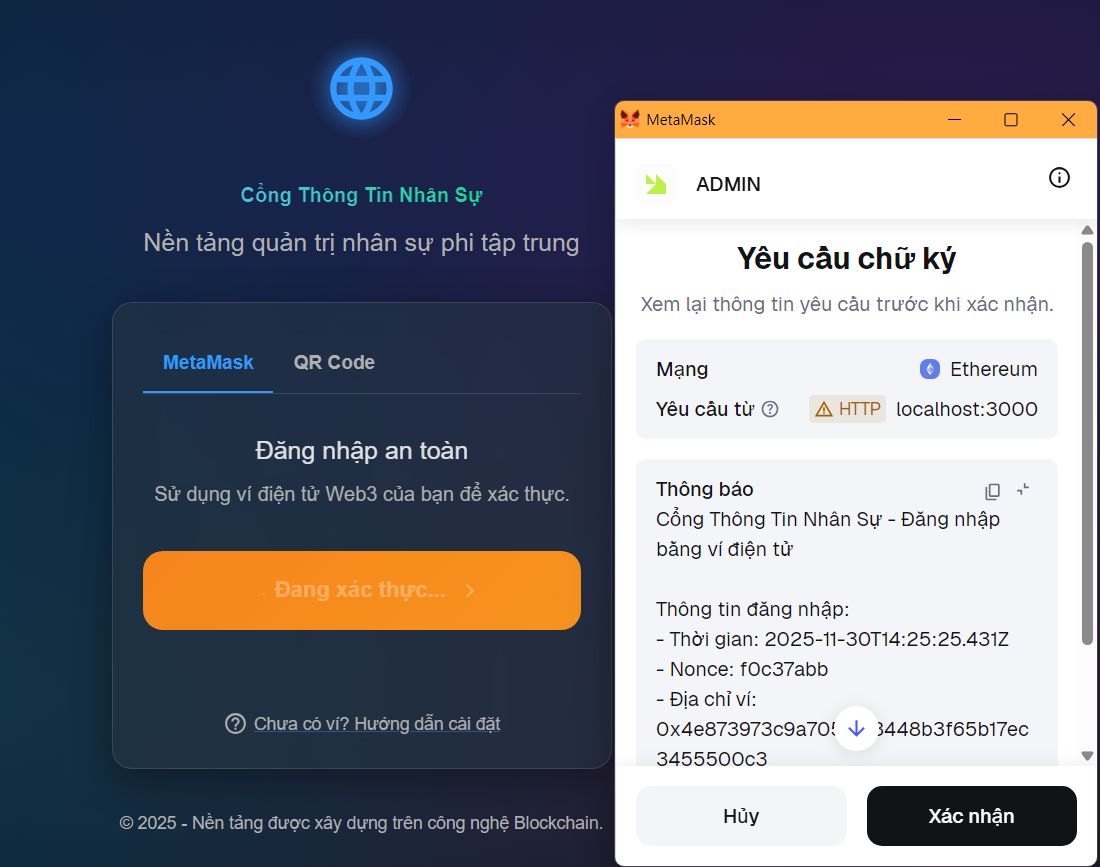 Cổng Thông Tin Nhân Sự
Nền tảng quản trị nhân sự phi tập trung
MetaMask QR Code
Đăng nhập an toàn
Sử dụng ví điện tử Web3 của bạn để xác thực.
Đang xác thực...
Chưa có ví? Hướng dẫn cài đặt
© 2025 - Nền tảng được xây dựng trên công nghệ Blockchain.
MetaMask
ADMIN
Yêu cầu chữ ký
Xem lại thông tin yêu cầu trước khi xác nhận.
Mạng Ethereum
Yêu cầu từ HTTP localhost:3000
Thông báo
Cổng Thông Tin Nhân Sự - Đăng nhập
bằng ví điện tử
Thông tin đăng nhập:
- Thời gian: 2025-11-30T14:25:25.431Z
- Nonce: f0c37abb
- Địa chỉ ví:
3455500c3
Hủy Xác nhận